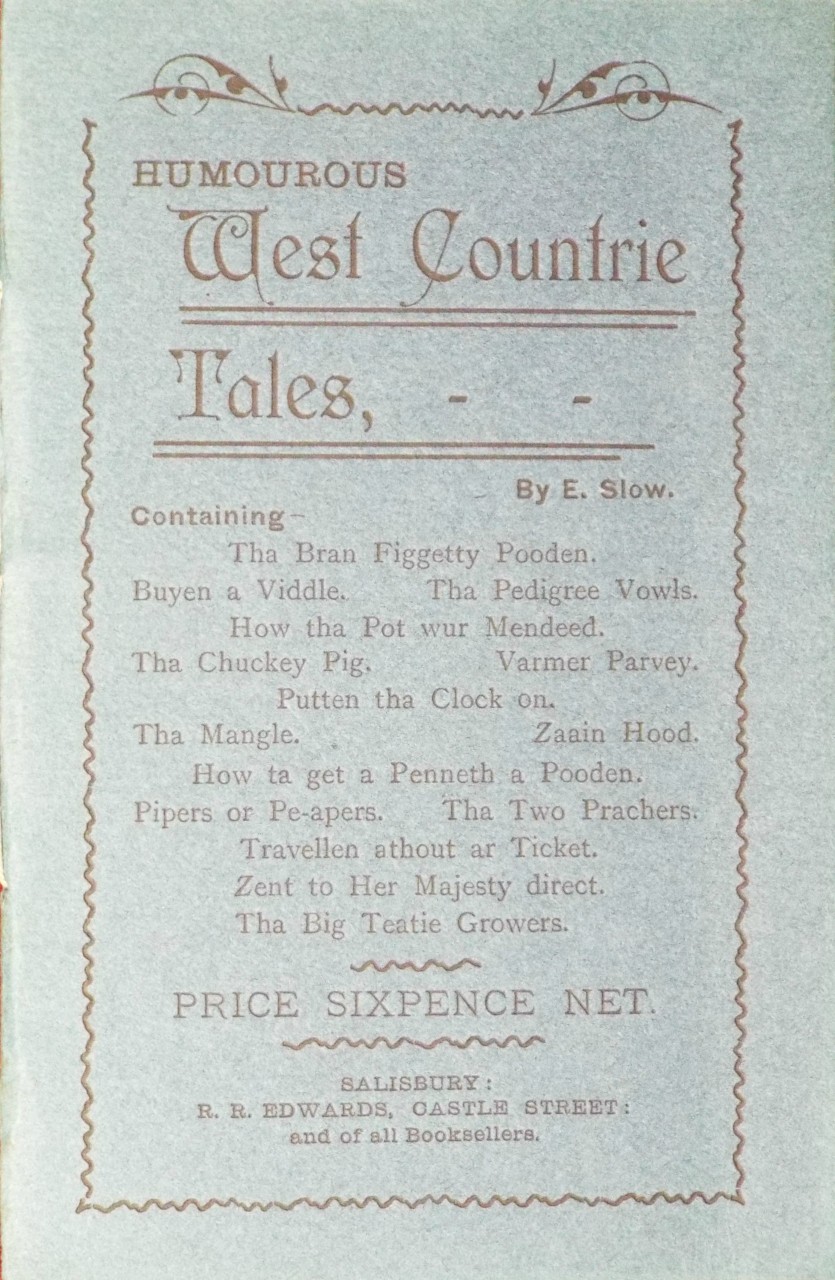 HUMOUROUS
West Countrie
Tales, - -
By E. Slow.
Containing–
Tha Bran Figgetty Pooden.
Buyen a Viddle. Tha Pedigree Vowls.
How tha Pot wur Mendeed.
Tha Chuckey Pig. Varmer Parvey.
Putten tha Clock on.
Tha Mangle. Zaain Hood.
How ta get a Penneth a Pooden.
Pipers or Pe-apers. Tha Two Prachers.
Travellen athout ar Ticket.
Zent to Her Majesty direct.
Tha Big Teatie Growers.
PRICE SIXPENCE NET.
SALISBURY:
R. R. EDWARDS, CASTLE STREET:
and of all Booksellers.